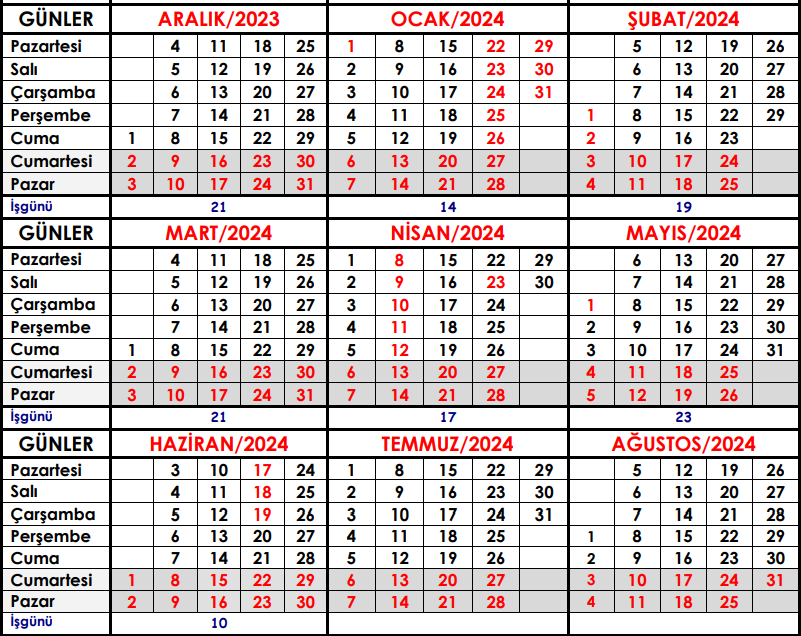 GÜNLER ARALIK/2023 OCAK/2024 ŞUBAT/2024
Pazartesi 4 11 18 25 1 8 15 22 29 5 12 19 26
Salı 5 12 19 26 2 9 16 23 30 6 13 20 27
Çarşamba 6 13 20 27 3 10 17 24 31 7 14 21 28
Perşembe 7 14 21 28 4 11 18 25 1 8 15 22 29
Cuma 1 8 15 22 29 5 12 19 26 2 9 16 23
Cumartesi 2 9 16 23 30 6 13 20 27 3 10 17 24
Pazar 3 10 17 24 31 7 14 21 28 4 11 18 25
İşgünü 21 14 19
GÜNLER MART/2024 NİSAN/2024 MAYIS/2024
Pazartesi 4 11 18 25 1 8 15 22 29 6 13 20 27
Salı 5 12 19 26 2 9 16 23 30 7 14 21 28
Çarşamba 6 13 20 27 3 10 17 24 1 8 15 22 29
Perşembe 7 14 21 28 4 11 18 25 2 9 16 23 30
Cuma 1 8 15 22 29 5 12 19 26 3 10 17 24 31
Cumartesi 2 9 16 23 30 6 13 20 27 4 11 18 25
Pazar 3 10 17 24 31 7 14 21 28 5 12 19 26
İşgünü 21 17 23
GÜNLER HAZİRAN/2024 TEMMUZ/2024 AĞUSTOS/2024
Pazartesi 3 10 17 24 1 8 15 22 29 5 12 19 26
Salı 4 11 18 25 2 9 16 23 30 6 13 20 27
Çarşamba 5 12 19 26 3 10 17 24 31 7 14 21 28
Perşembe 6 13 20 27 4 11 18 25 1 8 15 22 29
Cuma 7 14 21 28 5 12 19 26 2 9 16 23 30
Cumartesi 1 8 15 22 29 6 13 20 27 3 10 17 24 31
Pazar 2 9 16 23 30 7 14 21 28 4 11 18 25
İşgünü 10